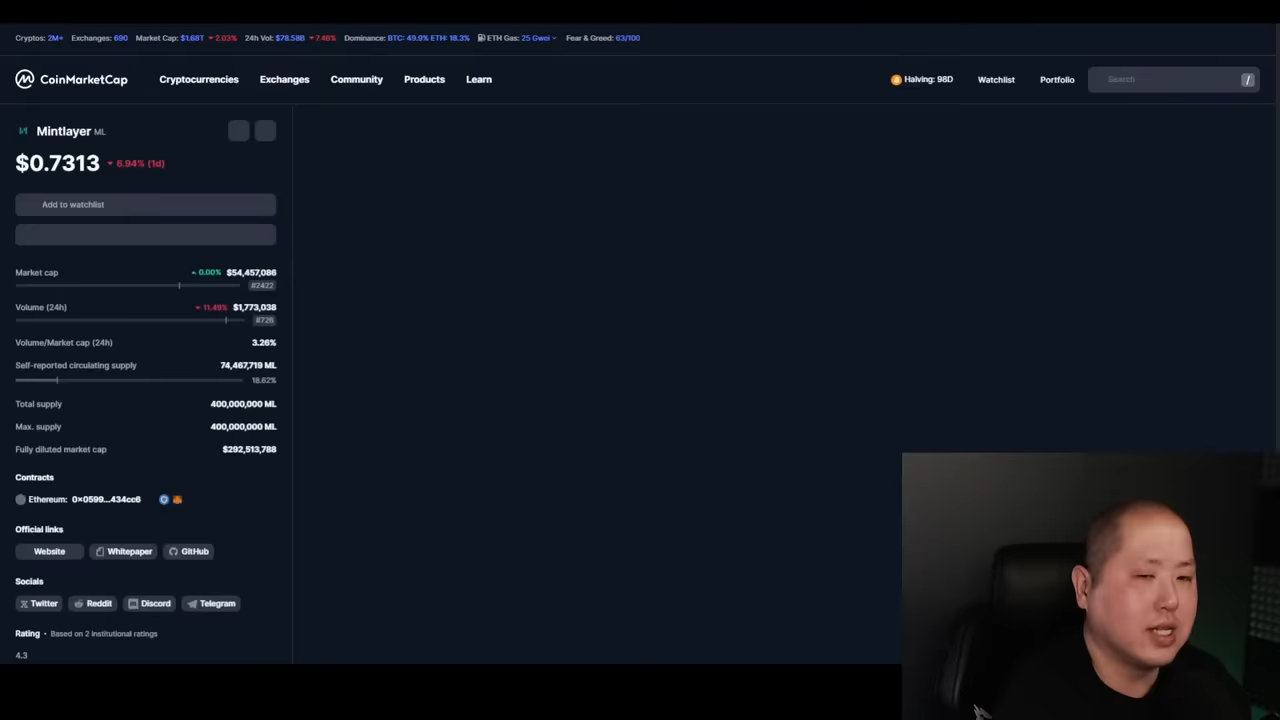 Cryptos: 2M+ Exchanges: 690 Market Cap: $1.68T 2.03% 24h Vol: $78.58B 7.48% Dominance: BTC: 49.9% ETH: 18.3% ETH Gas: 25 Gwei Fear & Greed: 63/100
CoinMarketCap Cryptocurrencies Exchanges Community Products Learn Halving: 98D Watchlist Portfolio Search /
Mintlayer ML
$0.7313 6.94% (1d)
Add to watchlist
Market cap 0.00% $54,457,086
#2422
Volume (24h) 11.49% $1,773,038
#726
Volume/Market cap (24h) 3.26%
Self-reported circulating supply 74,467,719 ML
18.62%
Total supply 400,000,000 ML
Max. supply 400,000,000 ML
Fully diluted market cap $292,513,788
Contracts
Ethereum: 0x0599...434cc6
Official links
Website Whitepaper GitHub
Socials
Twitter Reddit Discord Telegram
Rating • Based on 2 institutional ratings
4.3